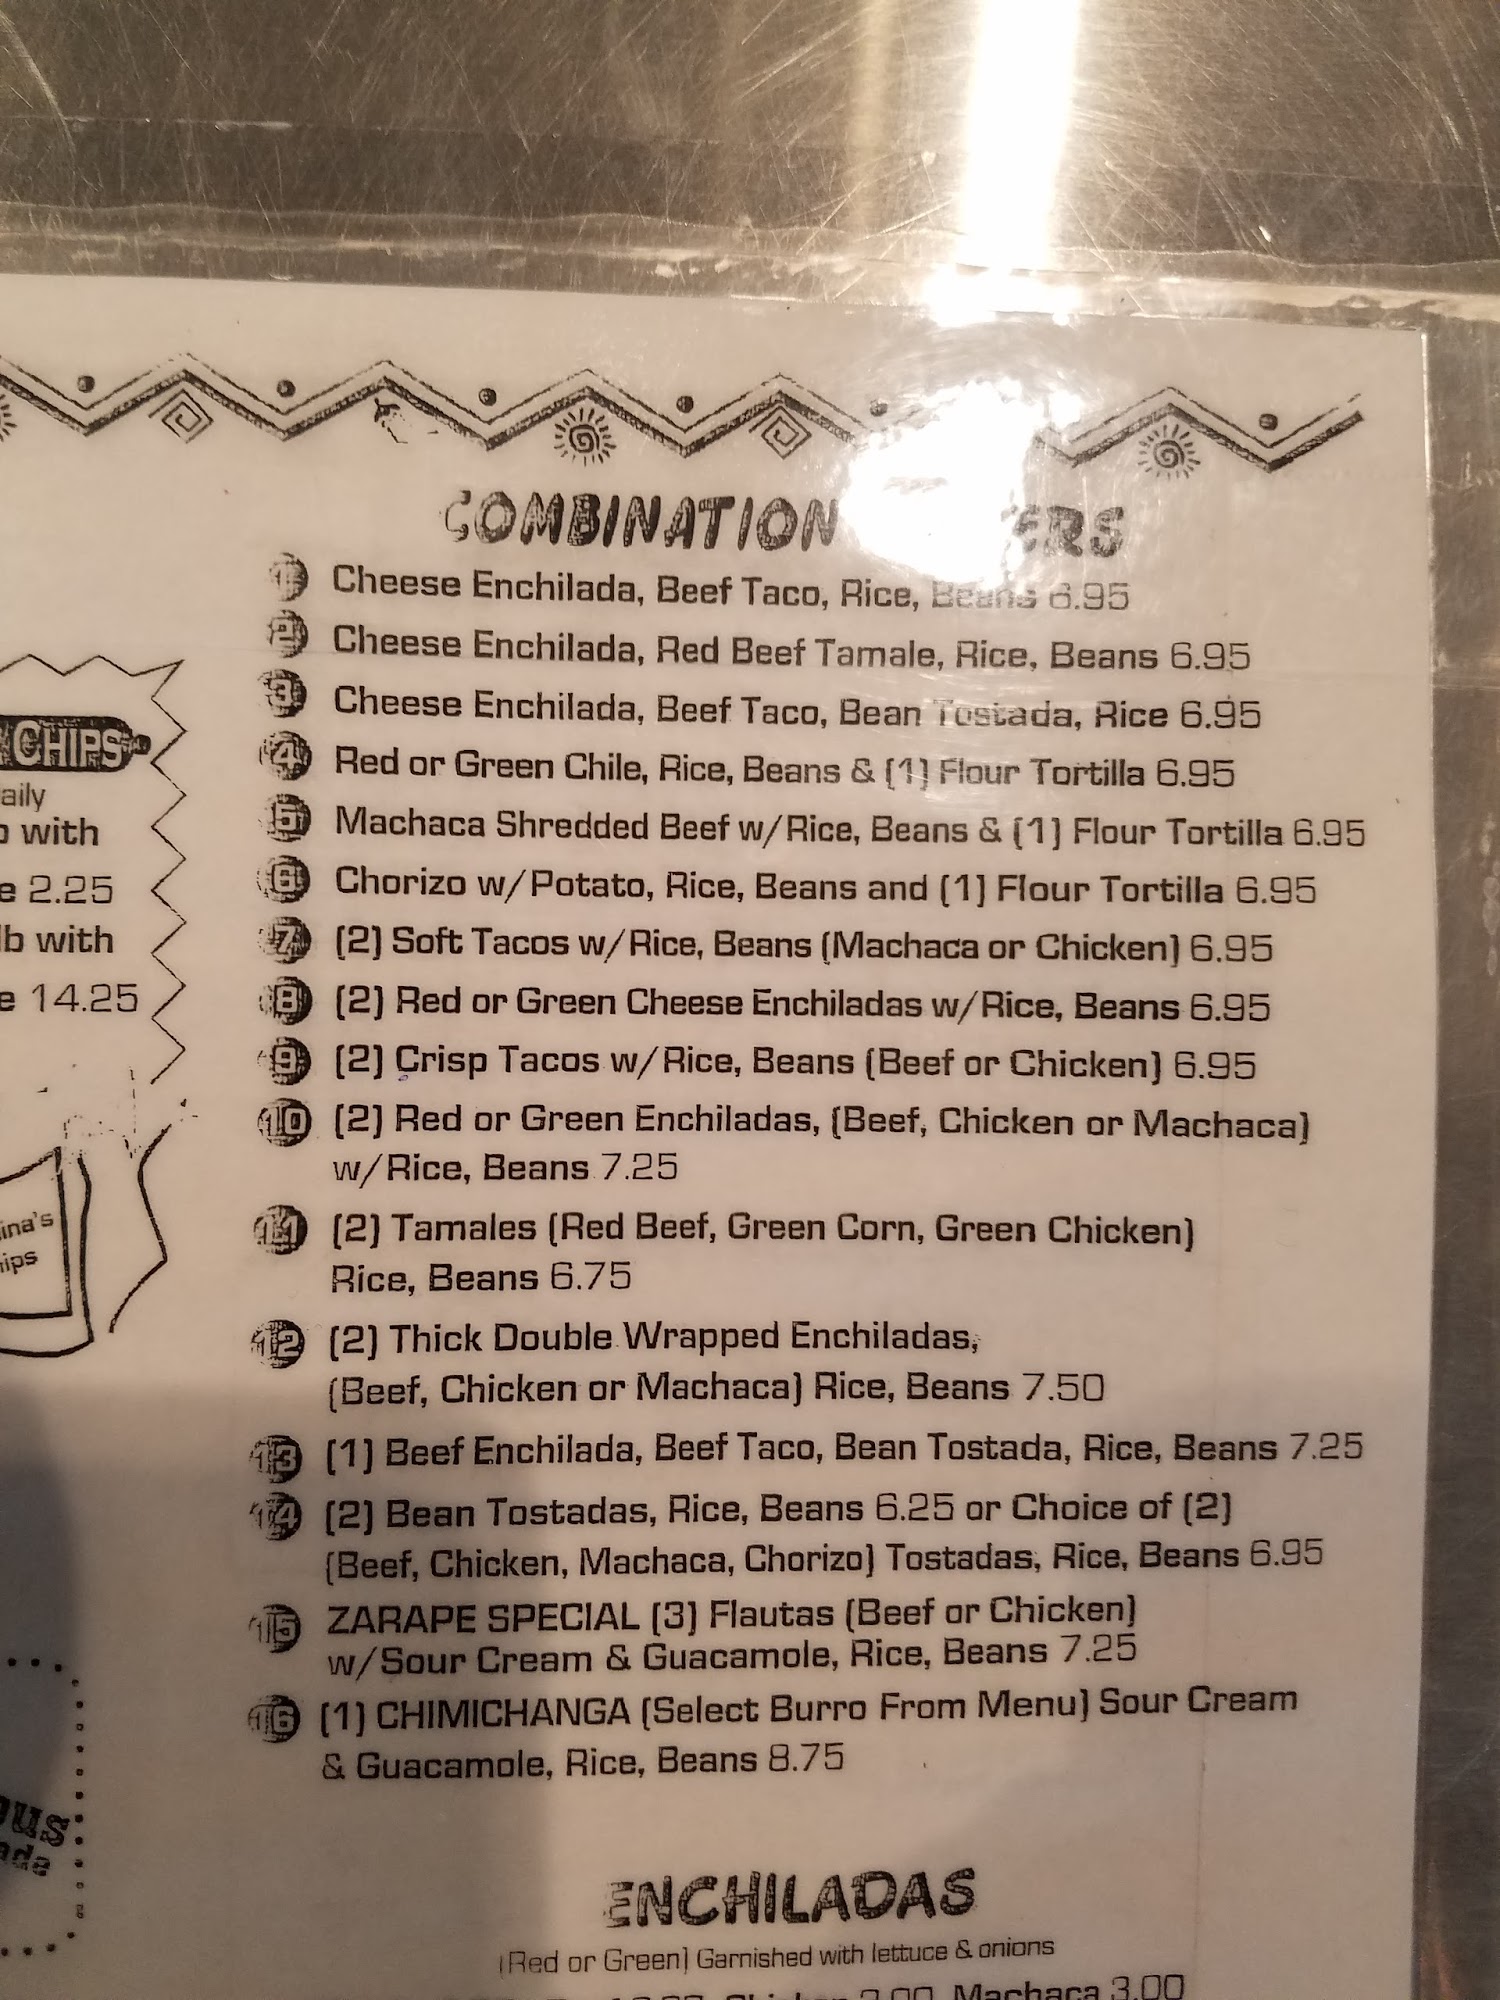 CHIPS
aily
with
e 2.25
lb with
e 14.25
ina's
ips
ous
ade
COMBINATION
1 Cheese Enchilada, Beef Taco, Rice, Beans 6.95
2 Cheese Enchilada, Red Beef Tamale, Rice, Beans 6.95
3 Cheese Enchilada, Beef Taco, Bean Tostada, Rice 6.95
4 Red or Green Chile, Rice, Beans & (1) Flour Tortilla 6.95
5 Machaca Shredded Beef w/Rice, Beans & (1) Flour Tortilla 6.95
6 Chorizo w/Potato, Rice, Beans and (1) Flour Tortilla 6.95
7 (2) Soft Tacos w/Rice, Beans (Machaca or Chicken) 6.95
8 (2) Red or Green Cheese Enchiladas w/Rice, Beans 6.95
9 (2) Crisp Tacos w/Rice, Beans (Beef or Chicken) 6.95
10 (2) Red or Green Enchiladas, (Beef, Chicken or Machaca)
w/Rice, Beans 7.25
11 (2) Tamales (Red Beef, Green Corn, Green Chicken)
Rice, Beans 6.75
12 (2) Thick Double Wrapped Enchiladas,
(Beef, Chicken or Machaca) Rice, Beans 7.50
13 (1) Beef Enchilada, Beef Taco, Bean Tostada, Rice, Beans 7.25
14 (2) Bean Tostadas, Rice, Beans 6.25 or Choice of (2)
(Beef, Chicken, Machaca, Chorizo) Tostadas, Rice, Beans 6.95
15 ZARAPE SPECIAL (3) Flautas (Beef or Chicken)
w/Sour Cream & Guacamole, Rice, Beans 7.25
16 (1) CHIMICHANGA (Select Burro From Menu) Sour Cream
& Guacamole, Rice, Beans 8.75
ENCHILADAS
(Red or Green) Garnished with lettuce & onions
Machaca 3.00